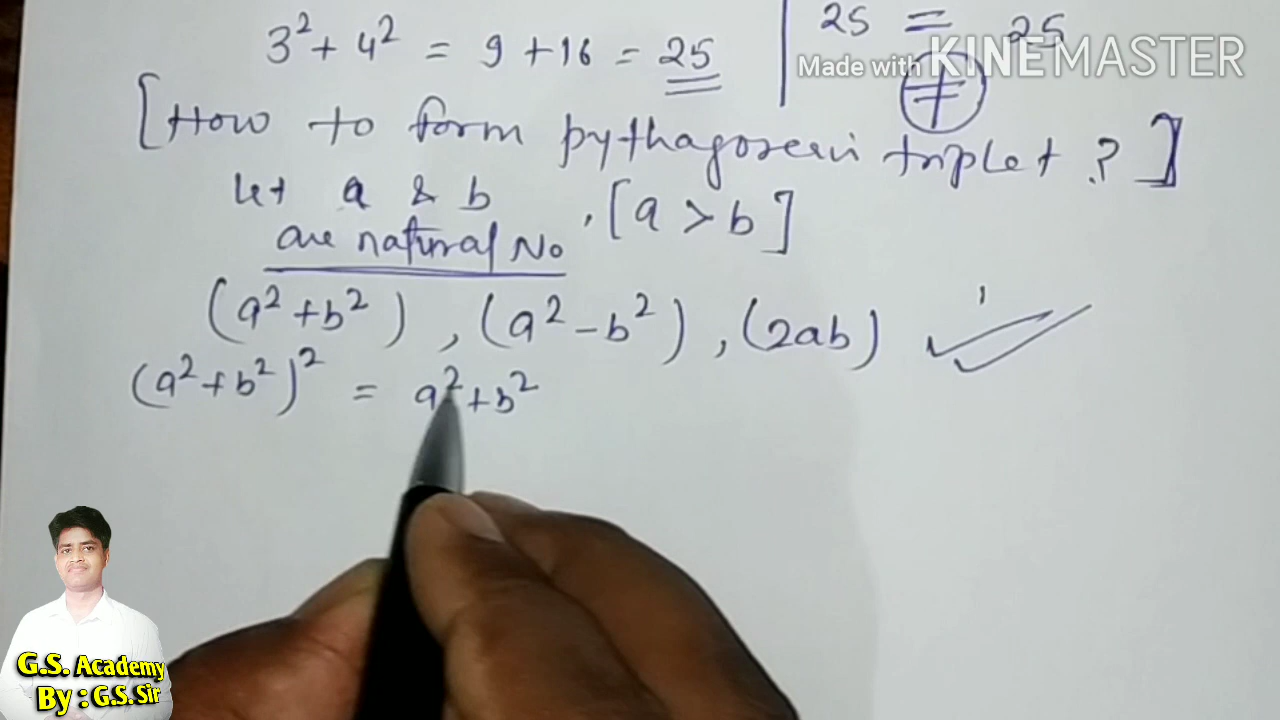 3² + 4² = 9 + 16 = 25
25 = 25
Made with KINEMASTER
[How to form pythagorean triplet ?]
Let a & b
are natural No , [a > b]
(a² + b²) , (a² - b²) , (2ab)
(a² + b²)² = a² + b²
G.S. Academy
By : G.S. Sir